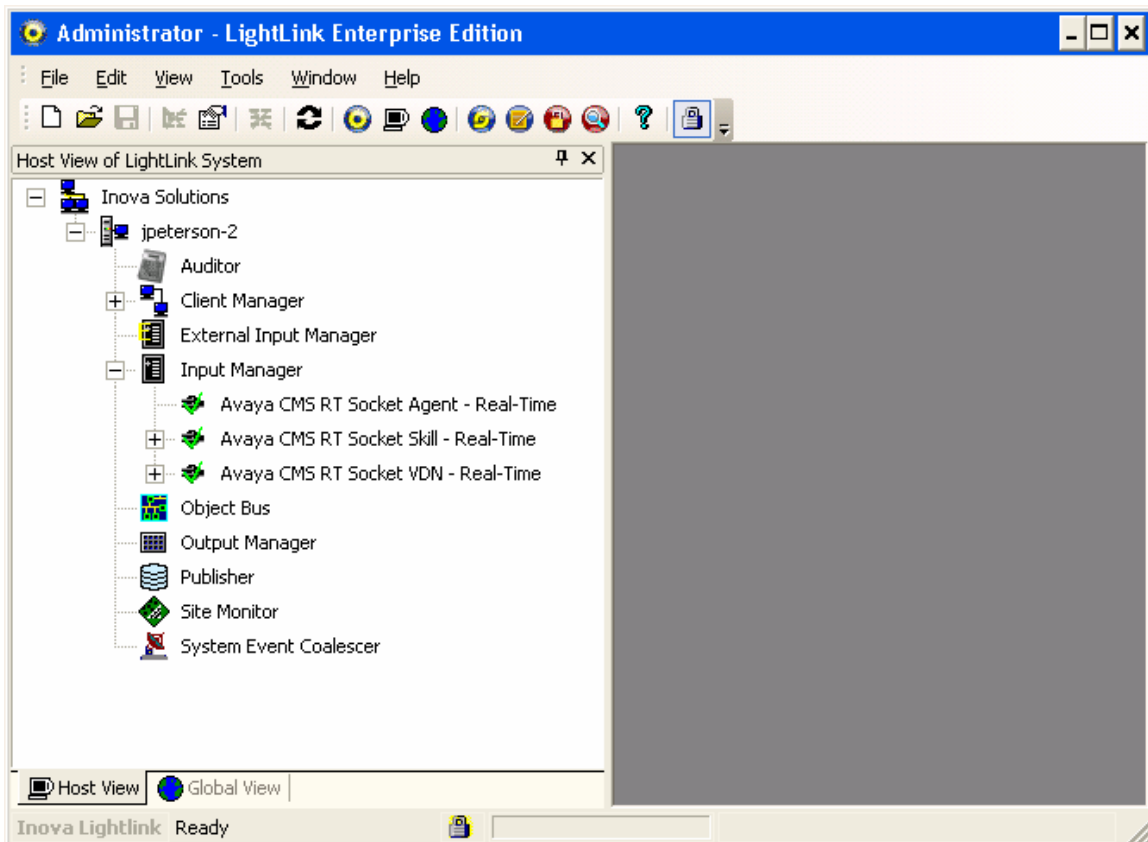 Administrator - LightLink Enterprise Edition
File Edit View Tools Window Help
Host View of LightLink System
Inova Solutions
jpeterson-2
Auditor
Client Manager
External Input Manager
Input Manager
Avaya CMS RT Socket Agent - Real-Time
Avaya CMS RT Socket Skill - Real-Time
Avaya CMS RT Socket VDN - Real-Time
Object Bus
Output Manager
Publisher
Site Monitor
System Event Coalescer
Host View Global View
Inova Lightlink Ready